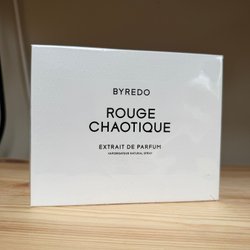 BYREDO
ROUGE
CHAOTIQUE
EXTRAIT DE PARFUM
VAPORISATEUR NATURAL SPRAY